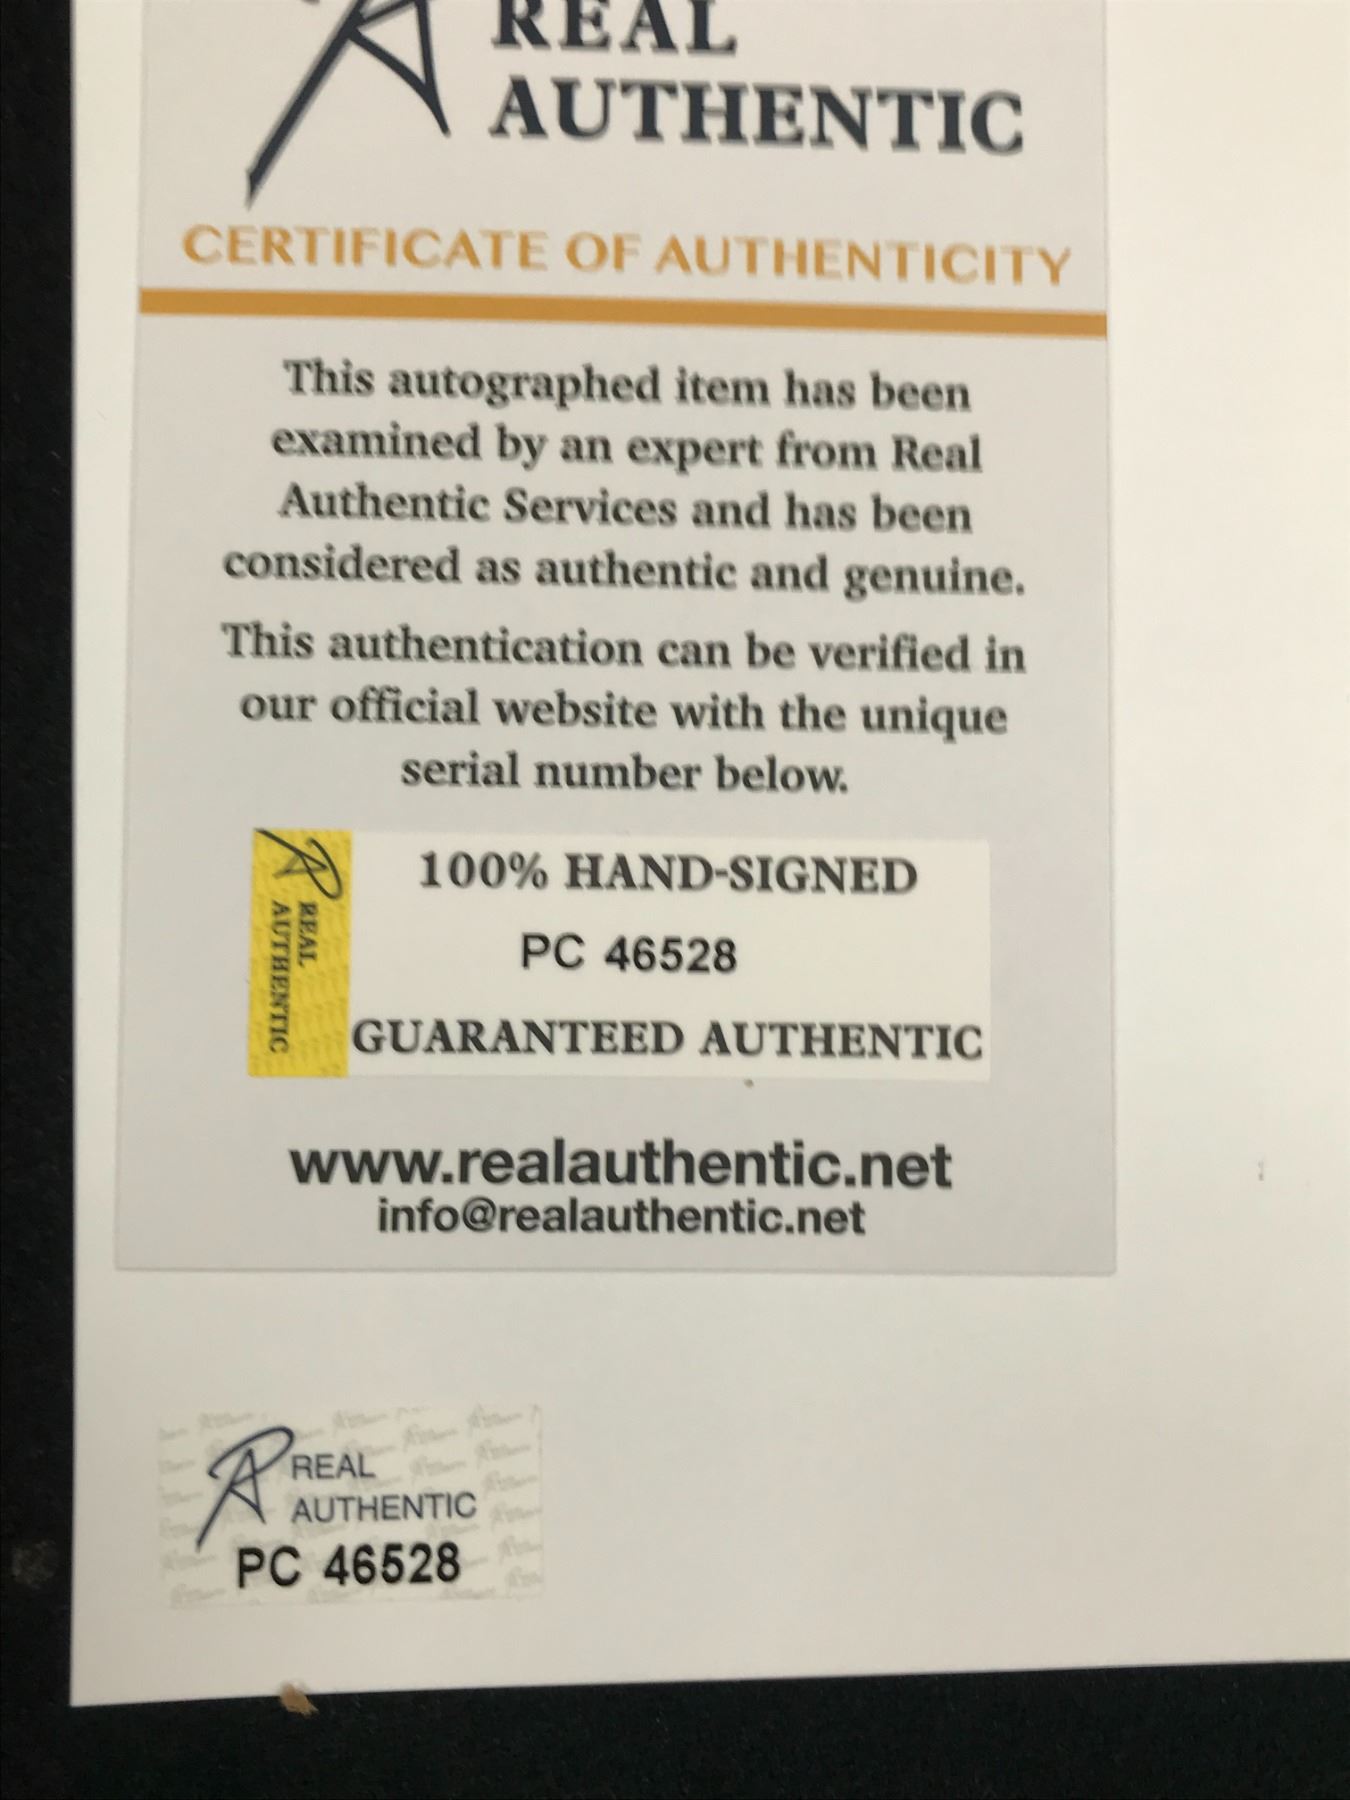 REAL
AUTHENTIC
CERTIFICATE OF AUTHENTICITY
This autographed item has been
examined by an expert from Real
Authentic Services and has been
considered as authentic and genuine.
This authentication can be verified in
our official website with the unique
serial number below.
REAL
AUTHENTIC
100% HAND-SIGNED
PC 46528
GUARANTEED AUTHENTIC
www.realauthentic.net
info@realauthentic.net
REAL
AUTHENTIC
PC 46528